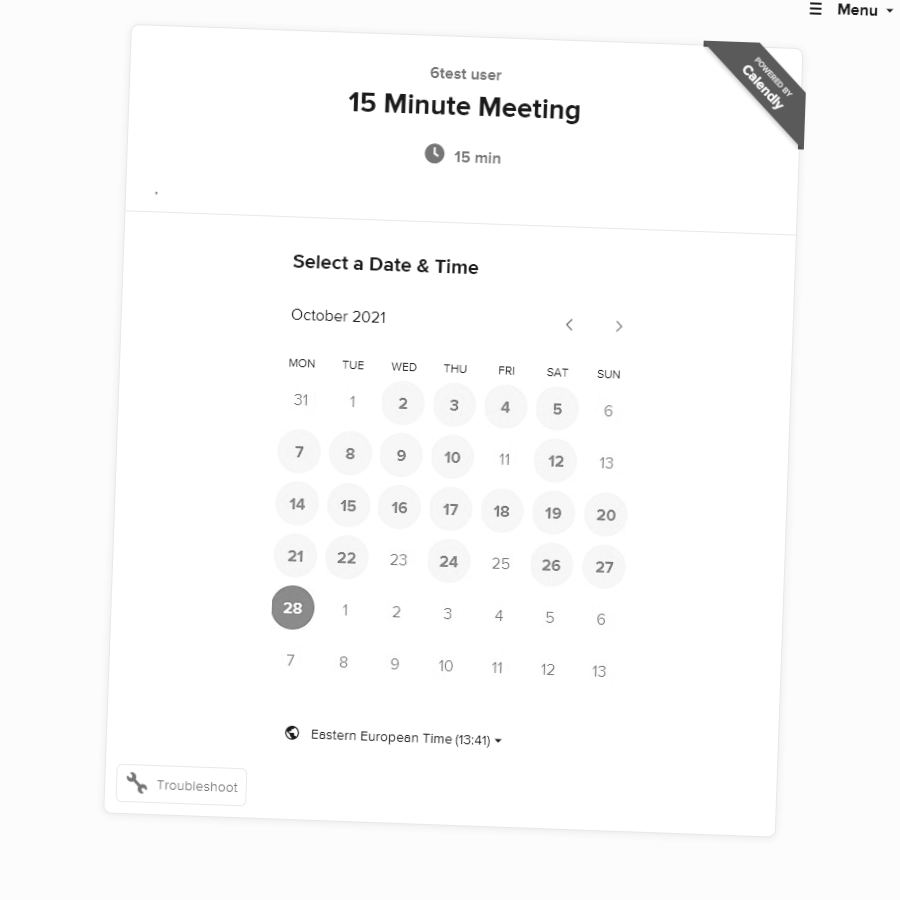 ☰ Menu
POWERED BY
Calendly
6test user
15 Minute Meeting
15 min
Select a Date & Time
October 2021
MON TUE WED THU FRI SAT SUN
31 1 2 3 4 5 6
7 8 9 10 11 12 13
14 15 16 17 18 19 20
21 22 23 24 25 26 27
28 1 2 3 4 5 6
7 8 9 10 11 12 13
Eastern European Time (13:41)
Troubleshoot